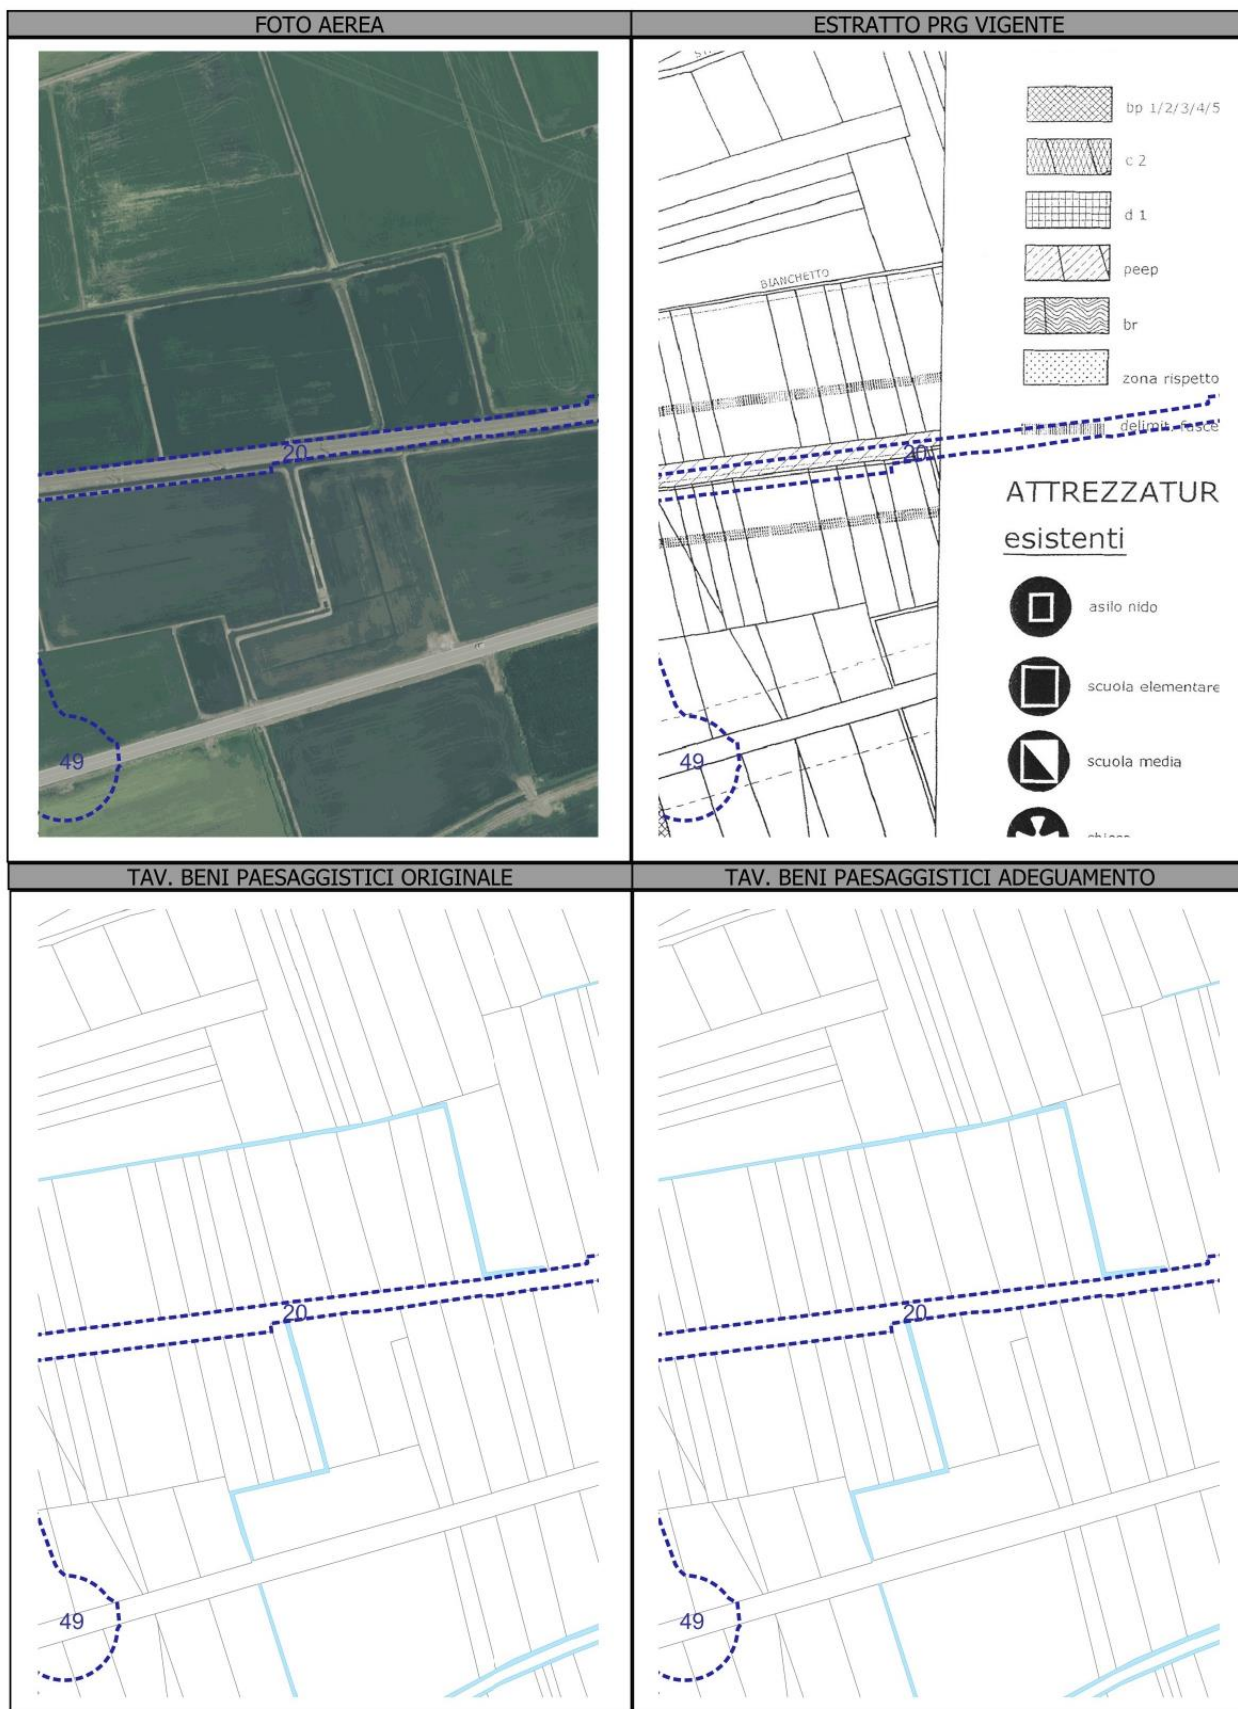 FOTO AEREA
20
49
ESTRATTO PRG VIGENTE
BIANCHETTO
bp 1/2/3/4/5
c 2
d 1
peep
br
zona rispetto
delimit. fasce
20
ATTREZZATUR
esistenti
asilo nido
scuola elementare
scuola media
49
TAV. BENI PAESAGGISTICI ORIGINALE
20
49
TAV. BENI PAESAGGISTICI ADEGUAMENTO
20
49